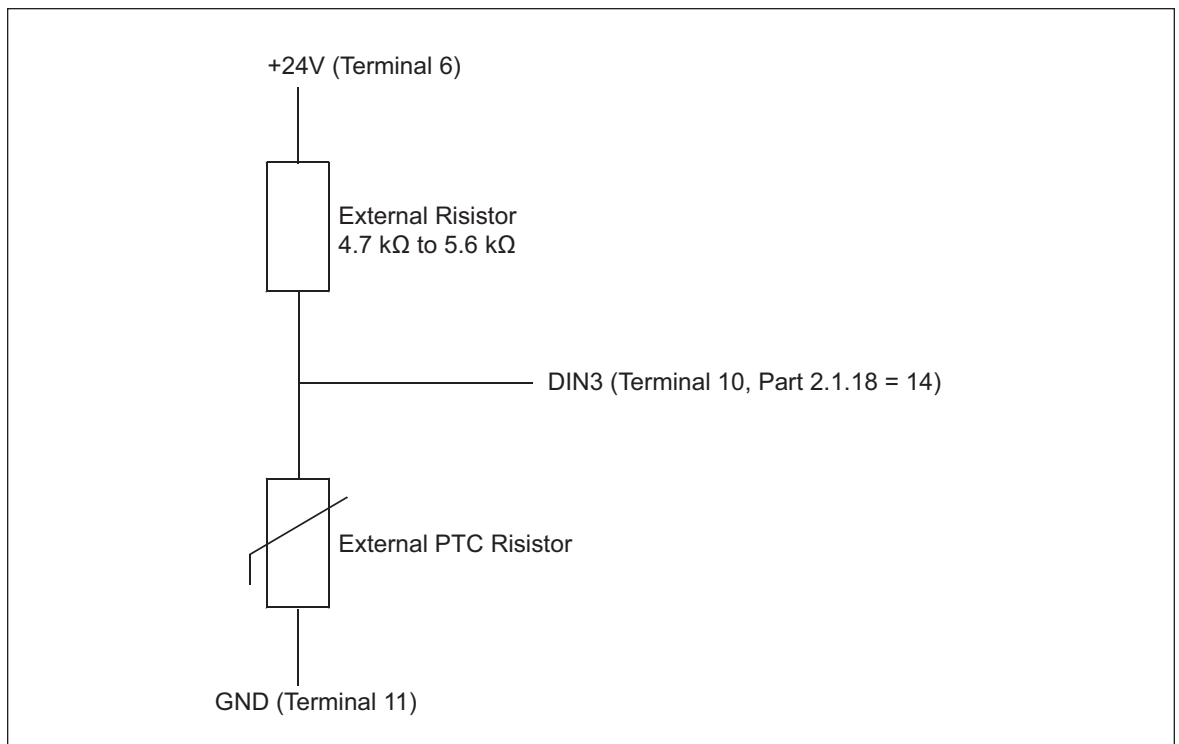 +24V (Terminal 6)
External Risistor
4.7 kΩ to 5.6 kΩ
DIN3 (Terminal 10, Part 2.1.18 = 14)
External PTC Risistor
GND (Terminal 11)